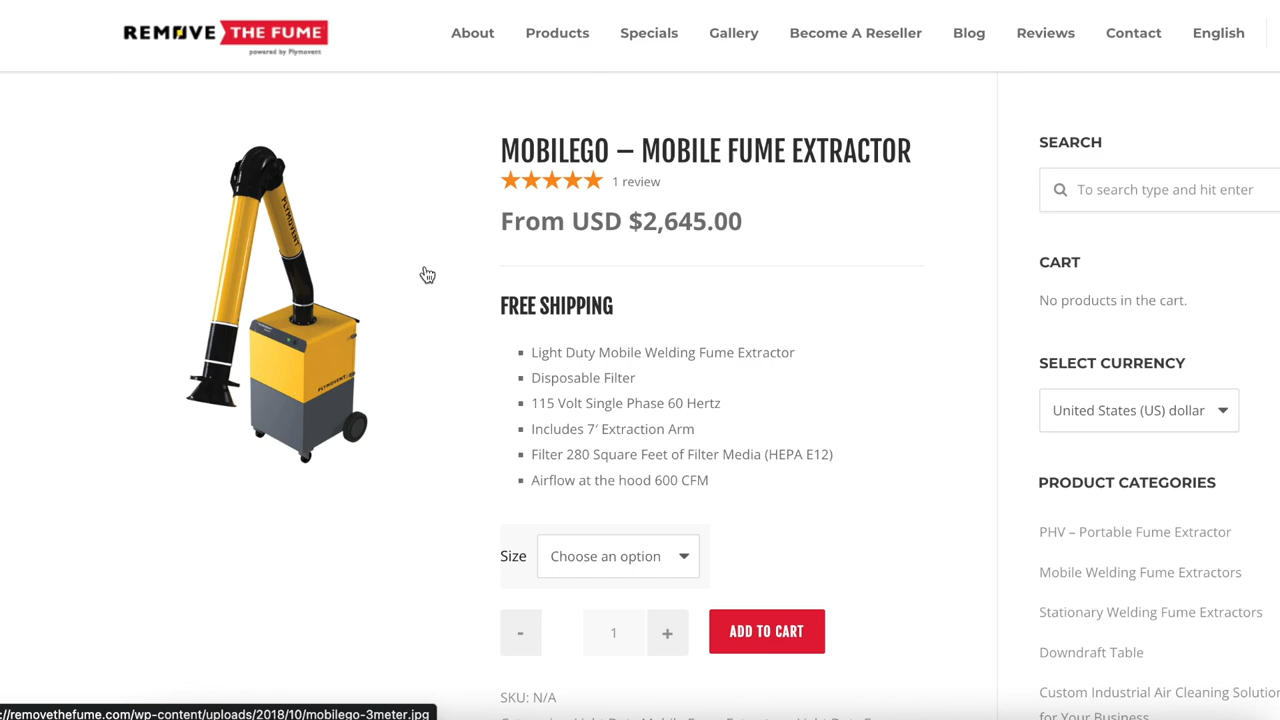 REMOVE THE FUME
powered by Plymovent
About Products Specials Gallery Become A Reseller Blog Reviews Contact English
MOBILEGO – MOBILE FUME EXTRACTOR
1 review
From USD $2,645.00
FREE SHIPPING
Light Duty Mobile Welding Fume Extractor
Disposable Filter
115 Volt Single Phase 60 Hertz
Includes 7′ Extraction Arm
Filter 280 Square Feet of Filter Media (HEPA E12)
Airflow at the hood 600 CFM
Size Choose an option
- 1 + ADD TO CART
SKU: N/A
PLYMOVENT
PLYMOVENT
SEARCH
To search type and hit enter
CART
No products in the cart.
SELECT CURRENCY
United States (US) dollar
PRODUCT CATEGORIES
PHV – Portable Fume Extractor
Mobile Welding Fume Extractors
Stationary Welding Fume Extractors
Downdraft Table
Custom Industrial Air Cleaning Solution
for Your Business
://removethefume.com/wp-content/uploads/2018/10/mobilego-3meter.jpg